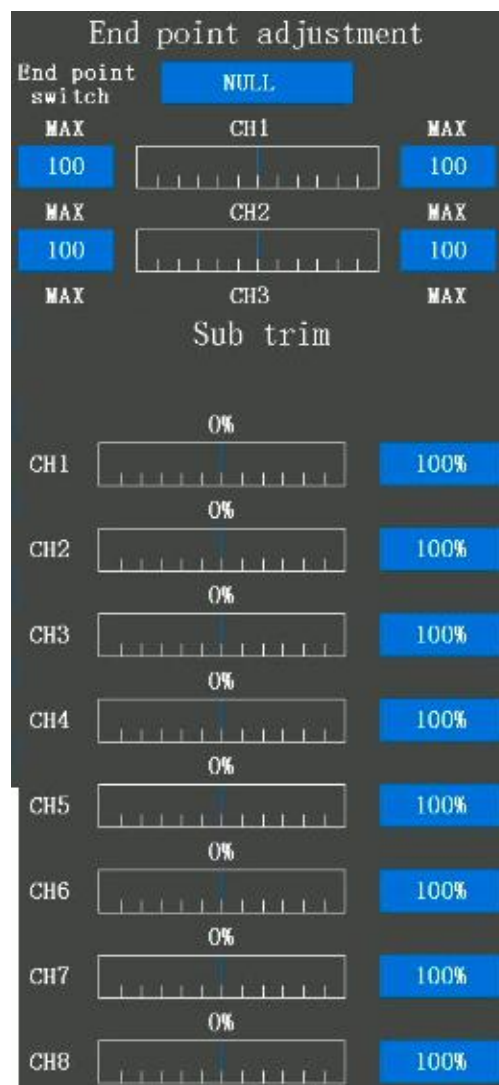 End point adjustment
End point switch NULL
MAX CH1 MAX
100 100
MAX CH2 MAX
100 100
MAX CH3 MAX
Sub trim
0%
CH1 100%
0%
CH2 100%
0%
CH3 100%
0%
CH4 100%
0%
CH5 100%
0%
CH6 100%
0%
CH7 100%
0%
CH8 100%